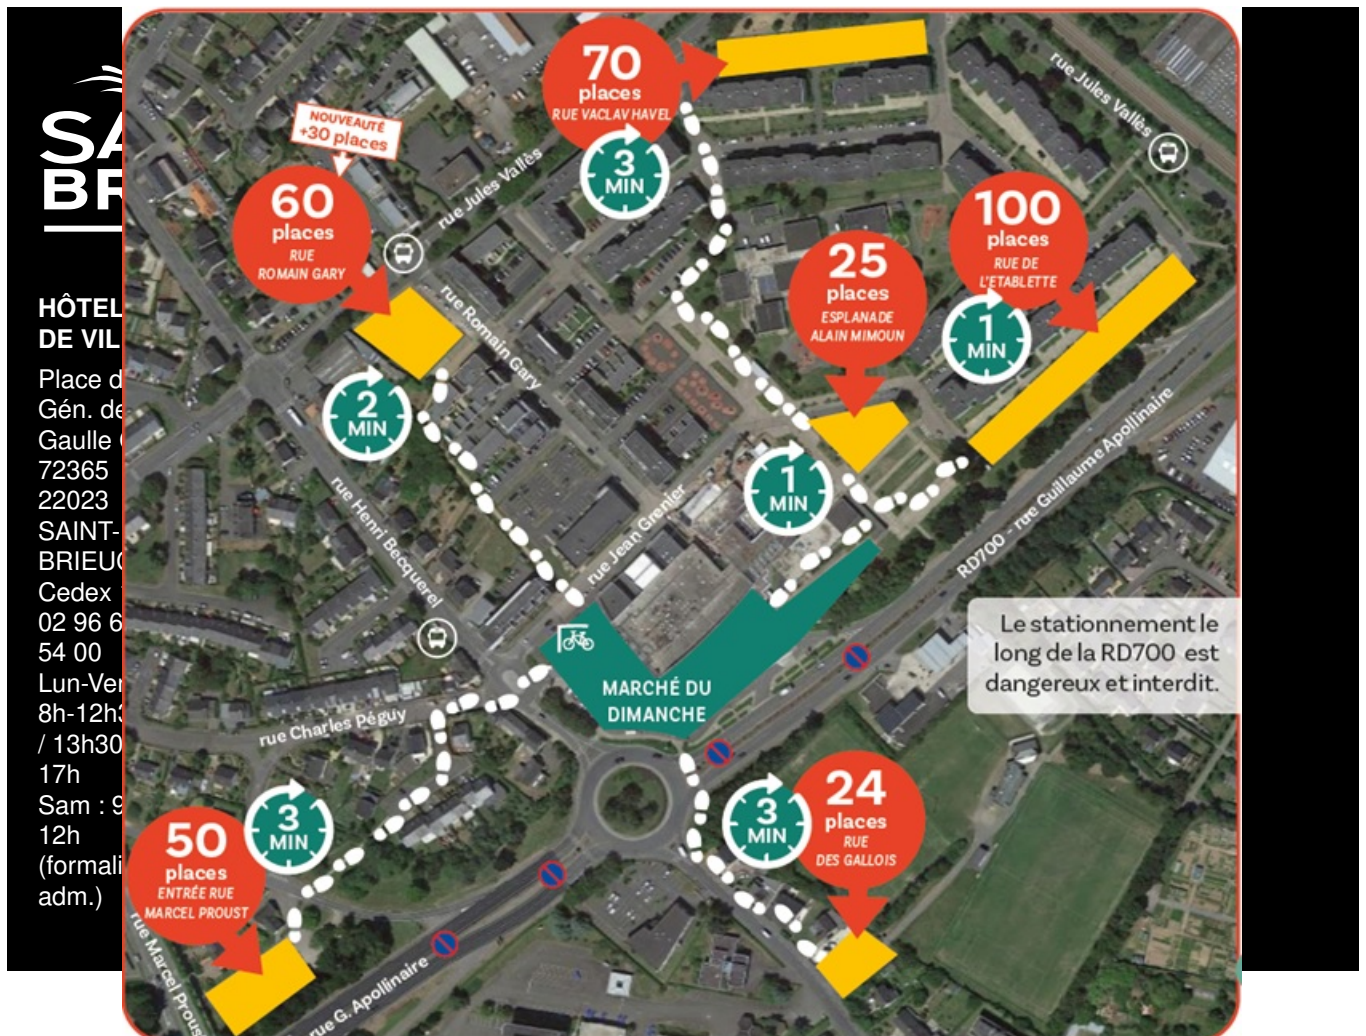 SA
BR
HÔTEL
DE VIL
Place d
Gén. de
Gaulle
72365
22023
SAINT-
BRIEUC
Cedex
02 96 6
54 00
Lun-Ven
8h-12h3
/ 13h30
17h
Sam : 9
12h
(formali
adm.)
70
places
RUE VACLAV HAVEL
3
MIN
NOUVEAUTÉ
+30 places
60
places
RUE
ROMAIN GARY
2
MIN
rue Jules Vallès
rue Jules Vallès
100
places
RUE DE
L'ETABLETTE
1
MIN
25
places
ESPLANADE
ALAIN MIMOUN
1
MIN
rue Romain Gary
rue Henri Becquerel
rue Jean Grenier
RD700 - rue Guillaume Apollinaire
Le stationnement le
long de la RD700 est
dangereux et interdit.
MARCHÉ DU
DIMANCHE
rue Charles Péguy
3
MIN
50
places
ENTRÉE RUE
MARCEL PROUST
3
MIN
24
places
RUE
DES GALLOIS
rue Marcel Prous
rue G. Apollinaire